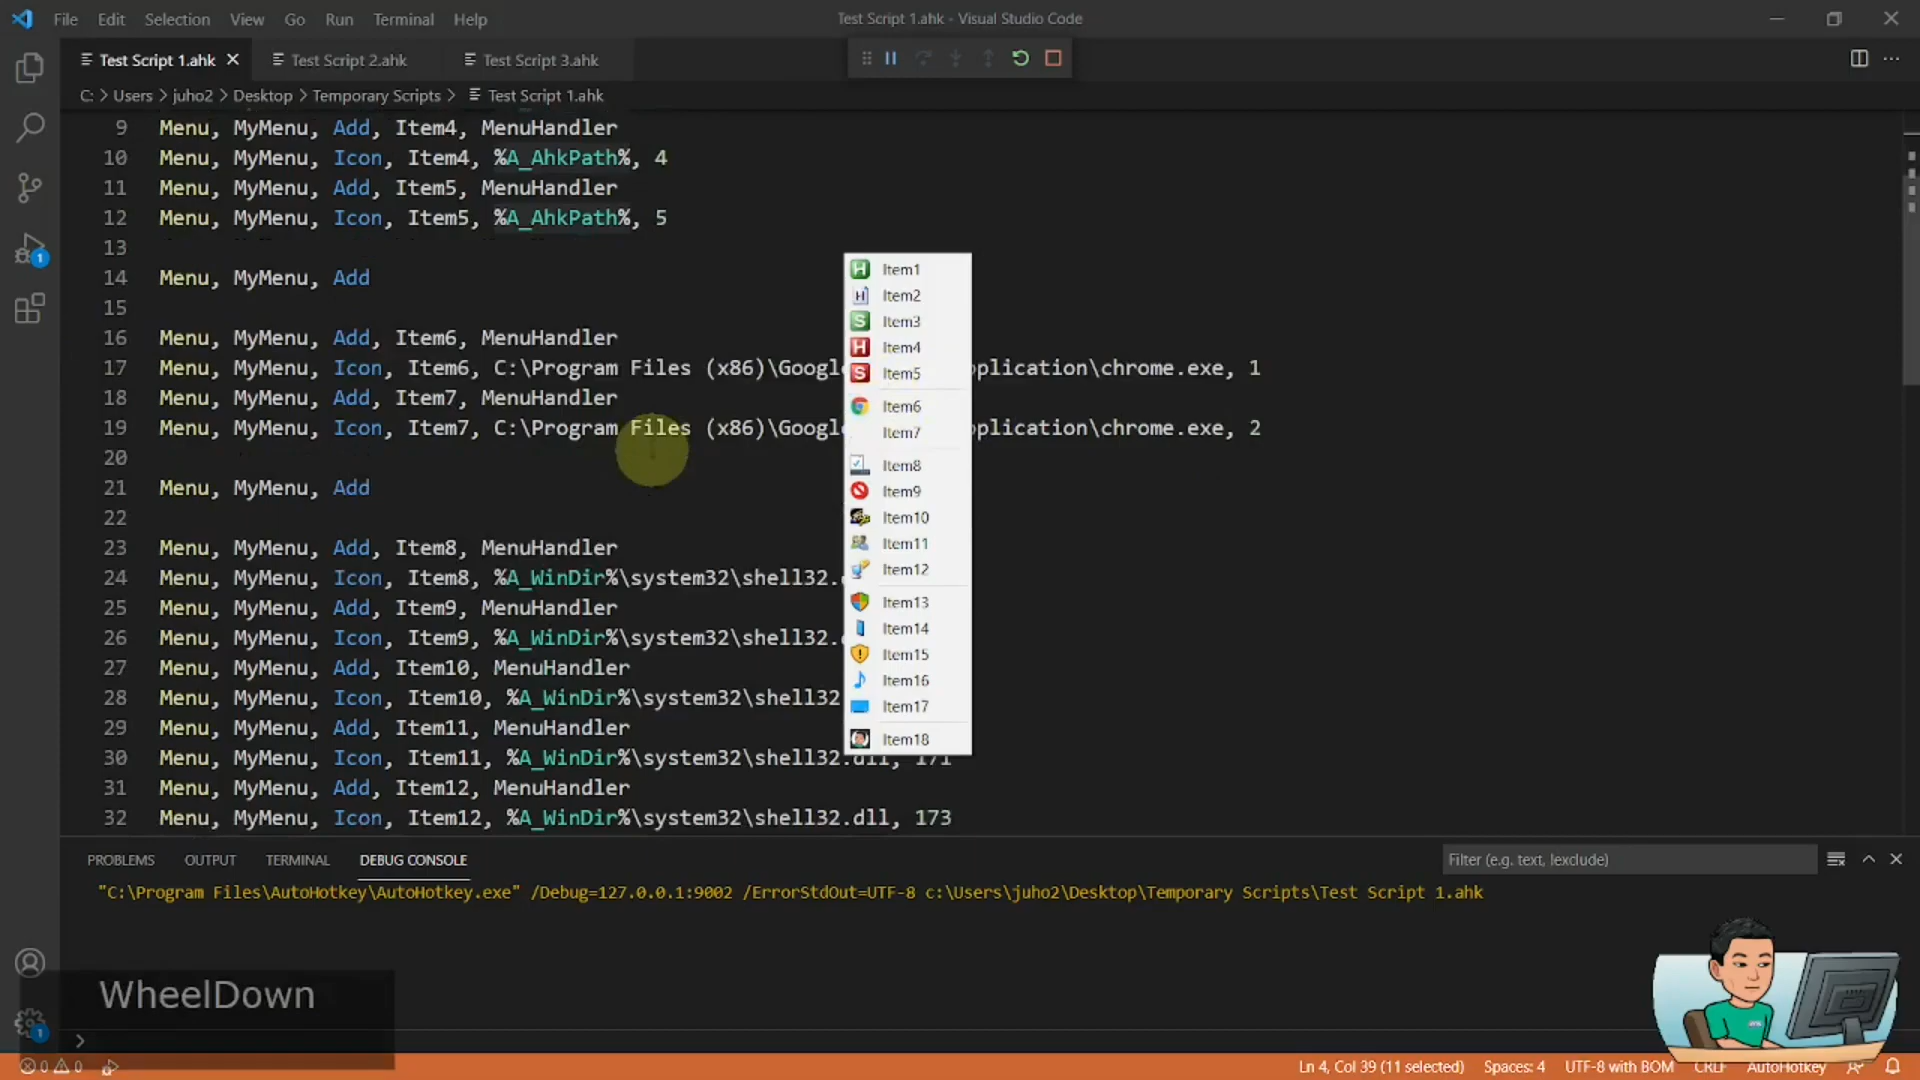 File Edit Selection View Go Run Terminal Help
Test Script 1.ahk - Visual Studio Code
Test Script 1.ahk
Test Script 2.ahk
Test Script 3.ahk
C: > Users > juho2 > Desktop > Temporary Scripts > Test Script 1.ahk
9 Menu, MyMenu, Add, Item4, MenuHandler
10 Menu, MyMenu, Icon, Item4, %A_AhkPath%, 4
11 Menu, MyMenu, Add, Item5, MenuHandler
12 Menu, MyMenu, Icon, Item5, %A_AhkPath%, 5
13
14 Menu, MyMenu, Add
15
16 Menu, MyMenu, Add, Item6, MenuHandler
17 Menu, MyMenu, Icon, Item6, C:\Program Files (x86)\Google plication\chrome.exe, 1
18 Menu, MyMenu, Add, Item7, MenuHandler
19 Menu, MyMenu, Icon, Item7, C:\Program Files (x86)\Google plication\chrome.exe, 2
20
21 Menu, MyMenu, Add
22
23 Menu, MyMenu, Add, Item8, MenuHandler
24 Menu, MyMenu, Icon, Item8, %A_WinDir%\system32\shell32.
25 Menu, MyMenu, Add, Item9, MenuHandler
26 Menu, MyMenu, Icon, Item9, %A_WinDir%\system32\shell32.
27 Menu, MyMenu, Add, Item10, MenuHandler
28 Menu, MyMenu, Icon, Item10, %A_WinDir%\system32\shell32
29 Menu, MyMenu, Add, Item11, MenuHandler
30 Menu, MyMenu, Icon, Item11, %A_WinDir%\system32\shell32.dll, 171
31 Menu, MyMenu, Add, Item12, MenuHandler
32 Menu, MyMenu, Icon, Item12, %A_WinDir%\system32\shell32.dll, 173
Item1
Item2
Item3
Item4
Item5
Item6
Item7
Item8
Item9
Item10
Item11
Item12
Item13
Item14
Item15
Item16
Item17
Item18
PROBLEMS OUTPUT TERMINAL DEBUG CONSOLE
Filter (e.g. text, !exclude)
"C:\Program Files\AutoHotkey\AutoHotkey.exe" /Debug=127.0.0.1:9002 /ErrorStdOut=UTF-8 c:\Users\juho2\Desktop\Temporary Scripts\Test Script 1.ahk
WheelDown
0 0
Ln 4, Col 39 (11 selected) Spaces: 4 UTF-8 with BOM CRLF AutoHotkey